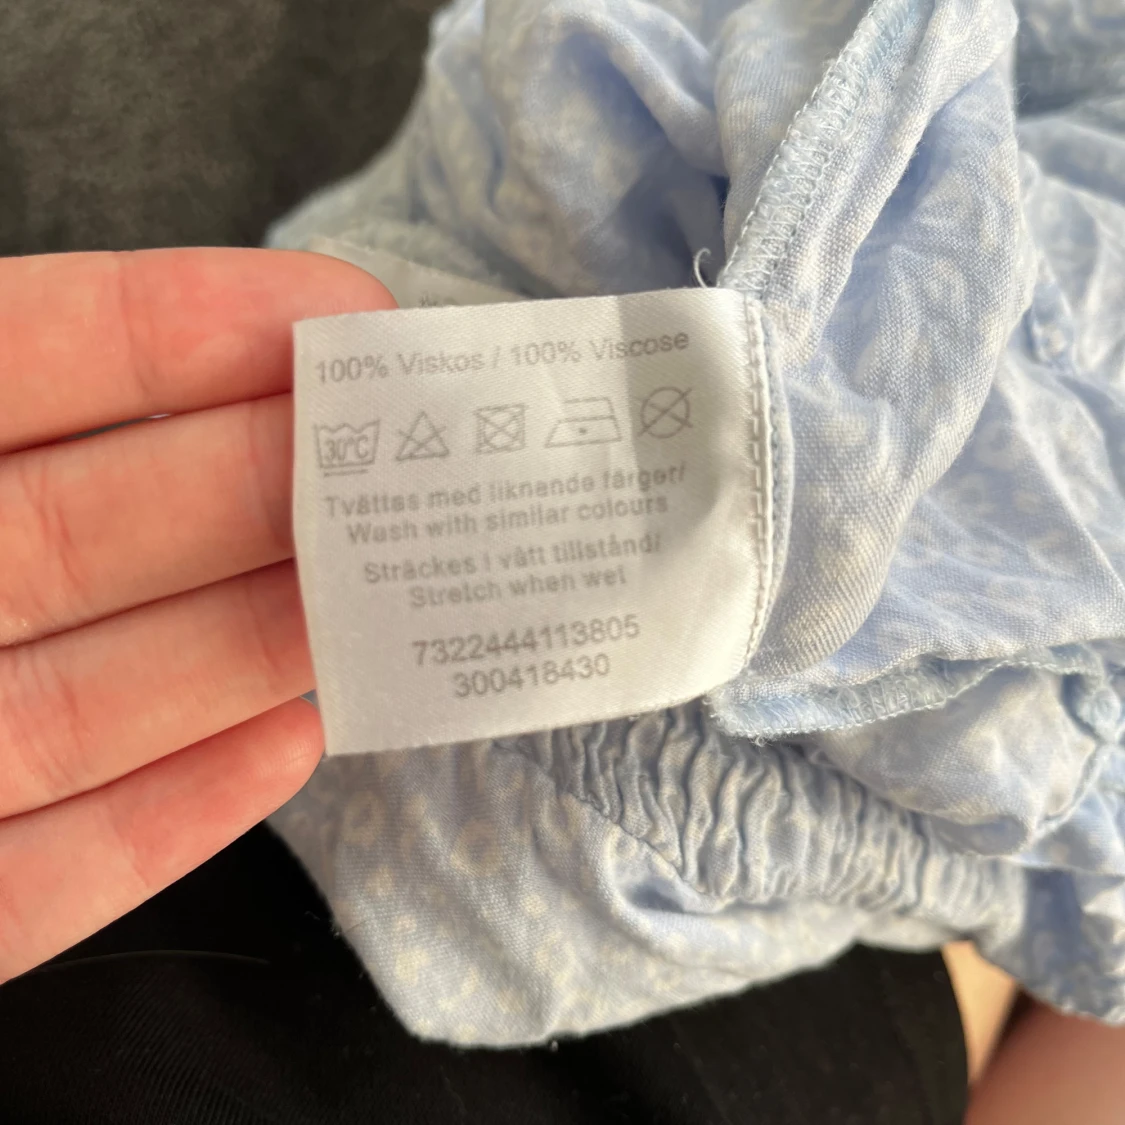 100% Viskos / 100% Viscose
30°C
Tvättas med liknande färger/
Wash with similar colours
Sträckes i vått tillstånd/
Stretch when wet
7322444113805
300418430